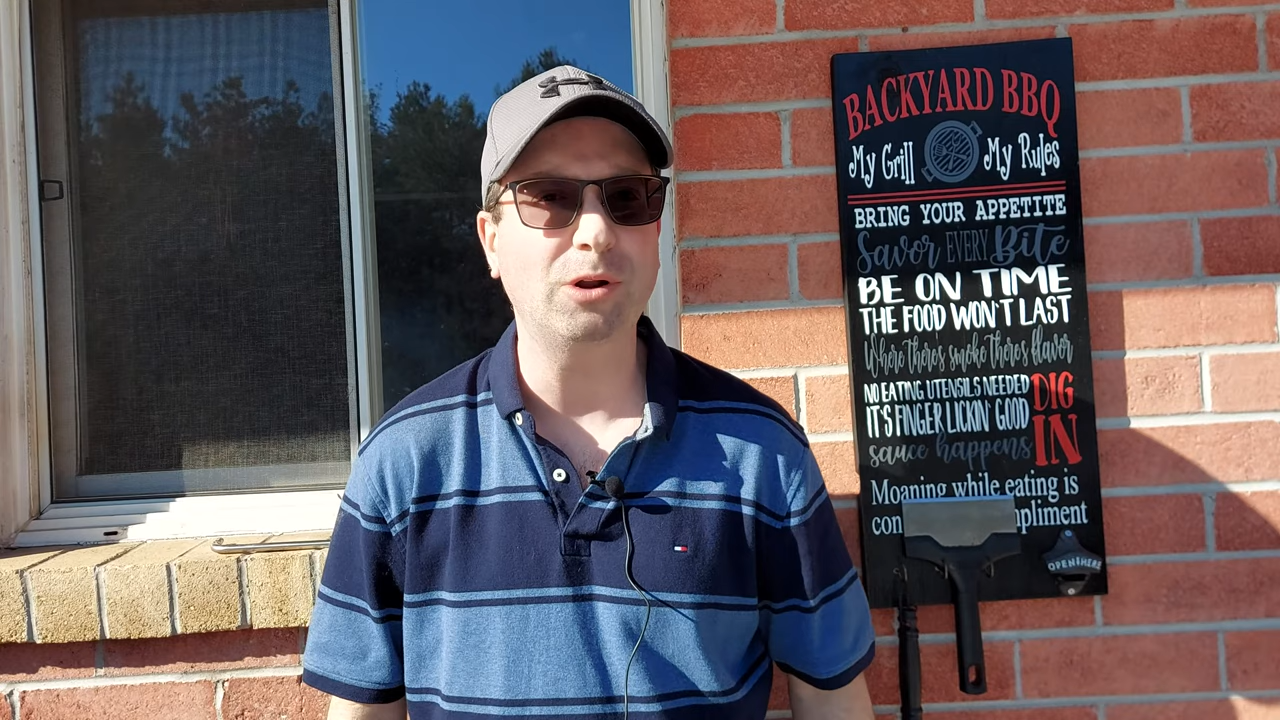 BACKYARD BBQ
My Grill My Rules
BRING YOUR APPETITE
Savor EVERY Bite
BE ON TIME
THE FOOD WON'T LAST
Where there's smoke there's flavor
NO EATING UTENSILS NEEDED
IT'S FINGER LICKIN' GOOD
sauce happens
DIG
IN
Moaning while eating is
OPEN HERE